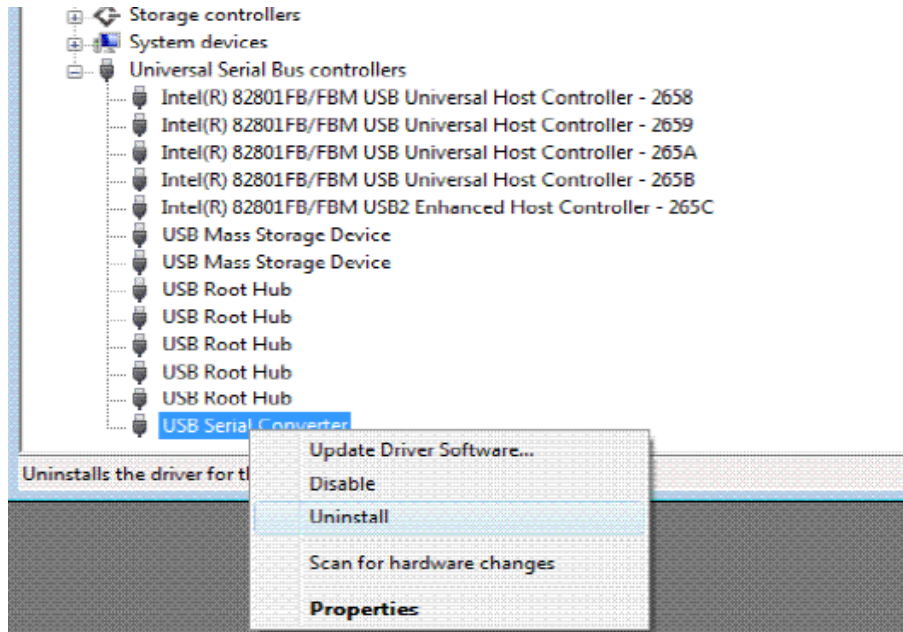 Storage controllers
System devices
Universal Serial Bus controllers
Intel(R) 82801FB/FBM USB Universal Host Controller - 2658
Intel(R) 82801FB/FBM USB Universal Host Controller - 2659
Intel(R) 82801FB/FBM USB Universal Host Controller - 265A
Intel(R) 82801FB/FBM USB Universal Host Controller - 265B
Intel(R) 82801FB/FBM USB2 Enhanced Host Controller - 265C
USB Mass Storage Device
USB Mass Storage Device
USB Root Hub
USB Root Hub
USB Root Hub
USB Root Hub
USB Root Hub
USB Serial Converter
Update Driver Software...
Uninstalls the driver for t
Disable
Uninstall
Scan for hardware changes
Properties